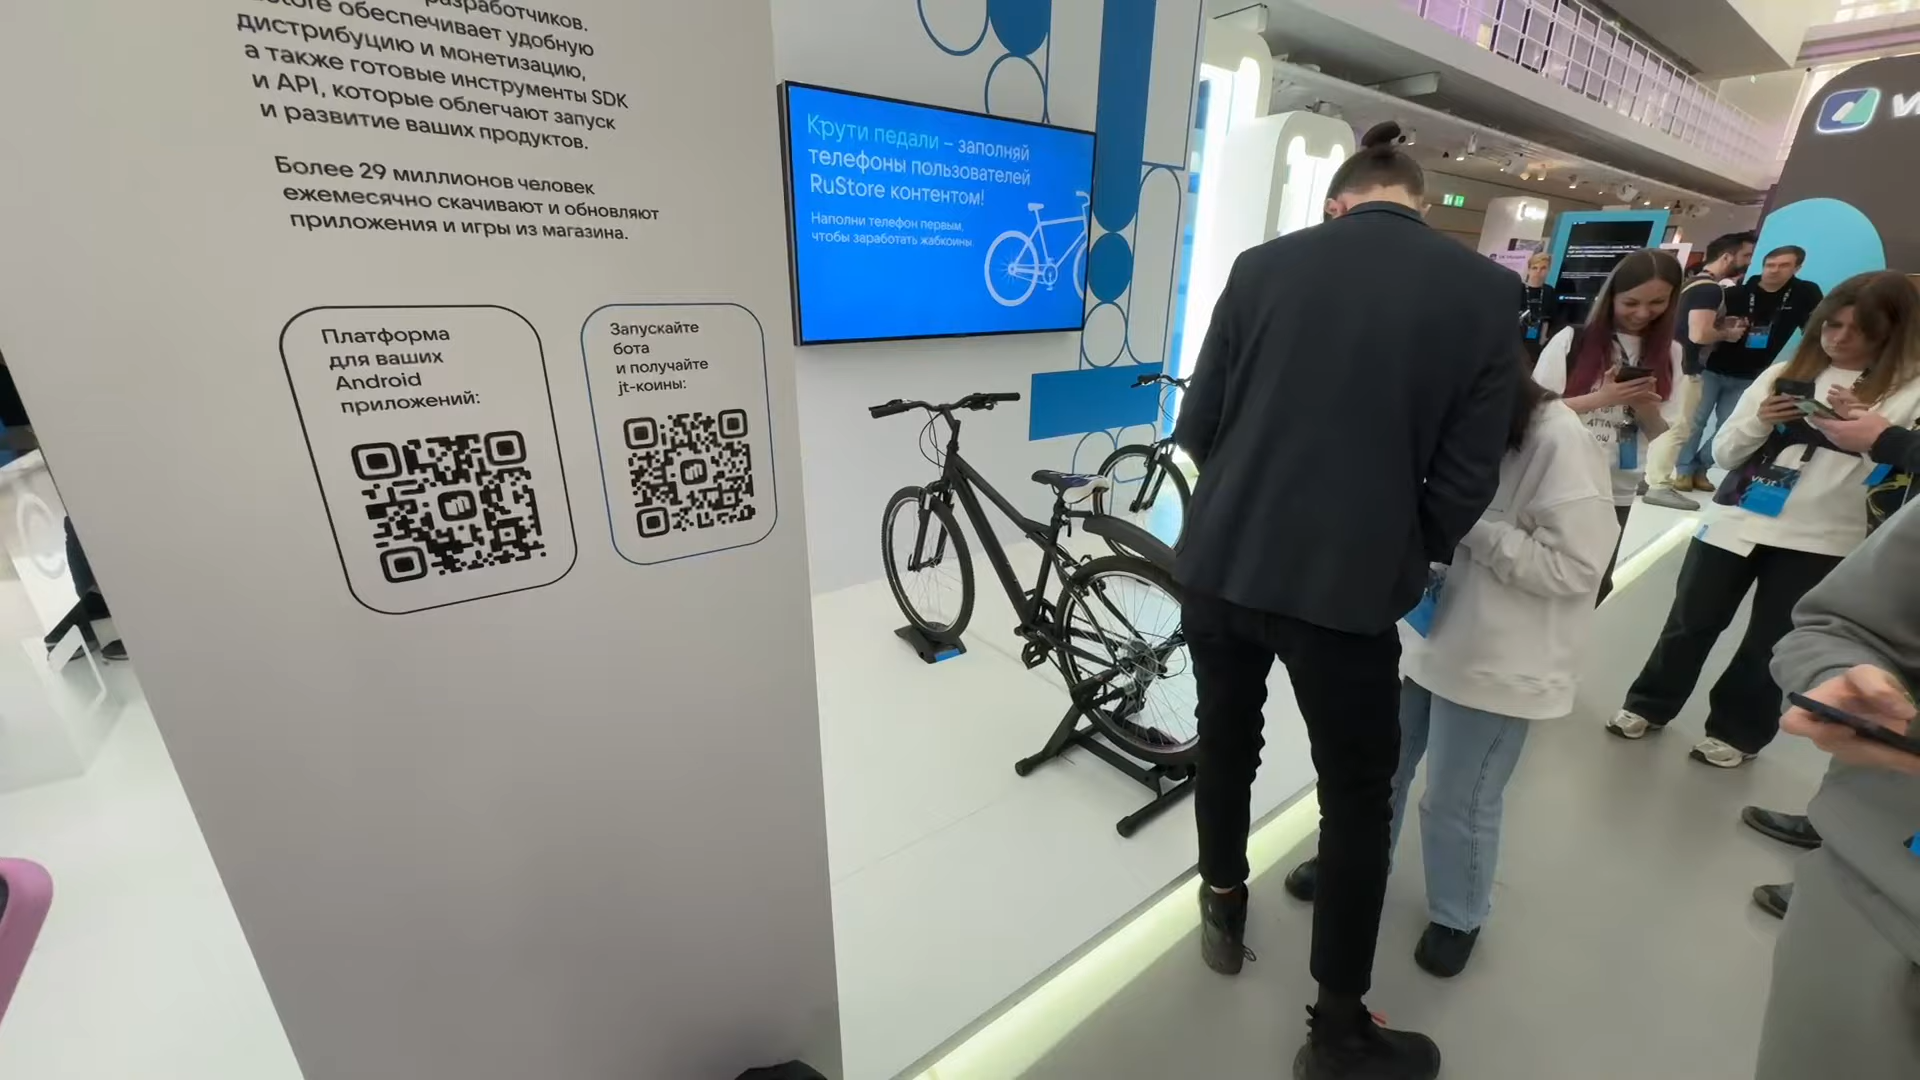 разработчиков.
обеспечивает удобную
дистрибуцию и монетизацию,
а также готовые инструменты SDK
и API, которые облегчают запуск
и развитие ваших продуктов.
Более 29 миллионов человек
ежемесячно скачивают и обновляют
приложения и игры из магазина.
Платформа
для ваших
Android
приложений:
Запускайте
бота
и получайте
jt-коины:
Крути педали – заполняй
телефоны пользователей
RuStore контентом!
Наполни телефон первым,
чтобы заработать жабкоины